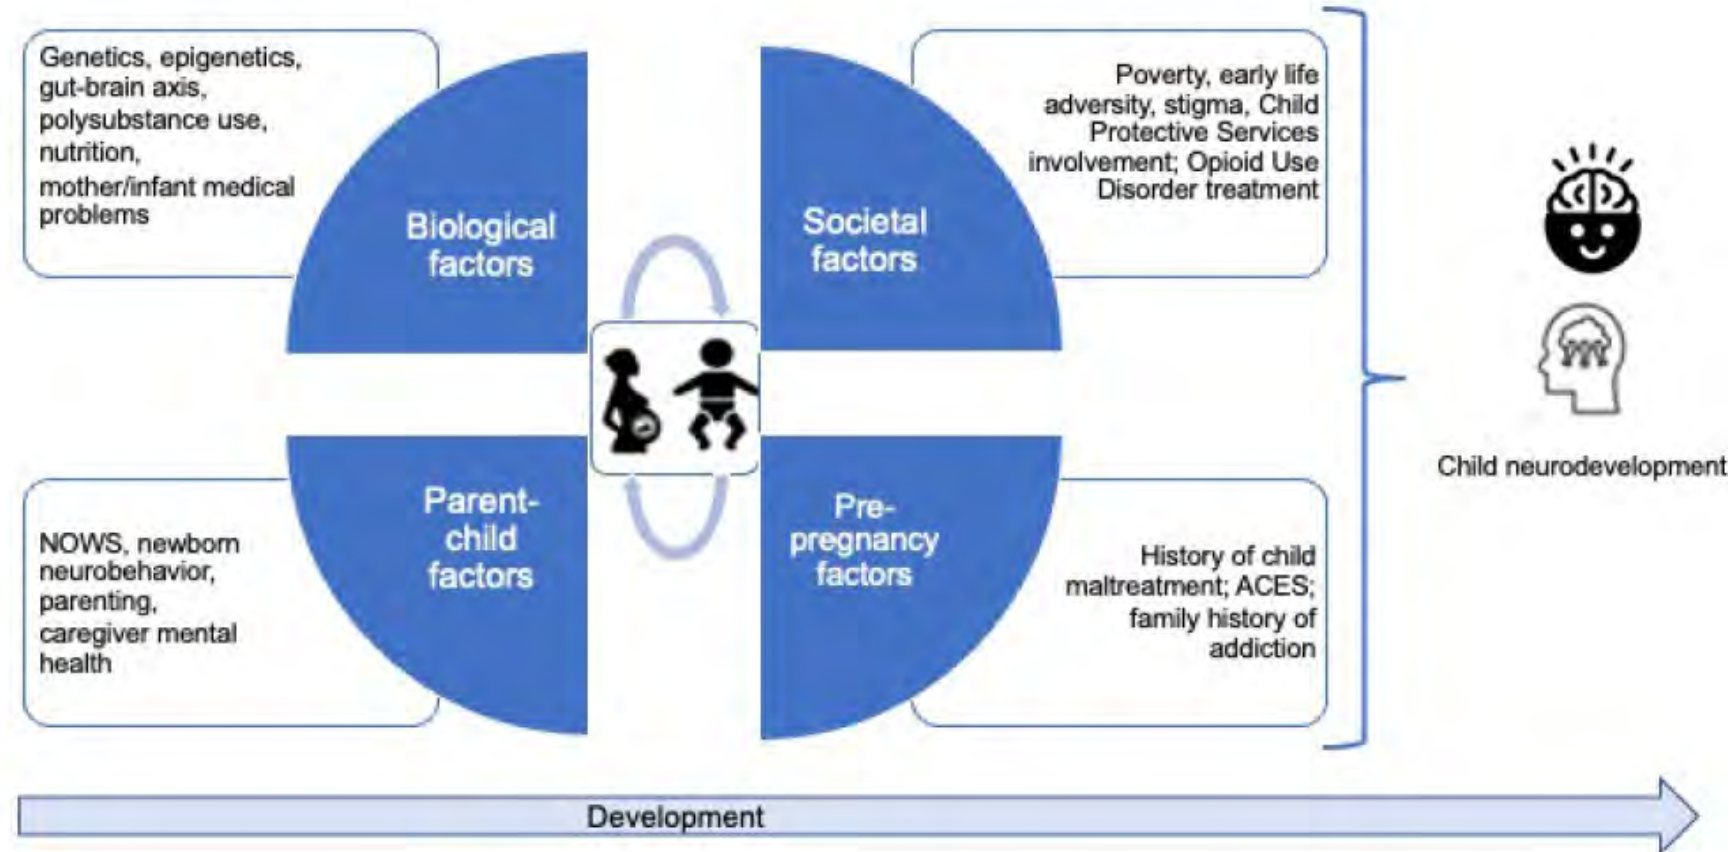 Genetics, epigenetics,
gut-brain axis,
polysubstance use,
nutrition,
mother/infant medical
problems
Biological
factors
Societal
factors
Poverty, early life
adversity, stigma, Child
Protective Services
involvement; Opioid Use
Disorder treatment
NOWS, newborn
neurobehavior,
parenting,
caregiver mental
health
Parent-
child
factors
Pre-
pregnancy
factors
History of child
maltreatment; ACES;
family history of
addiction
Child neurodevelopment
Development